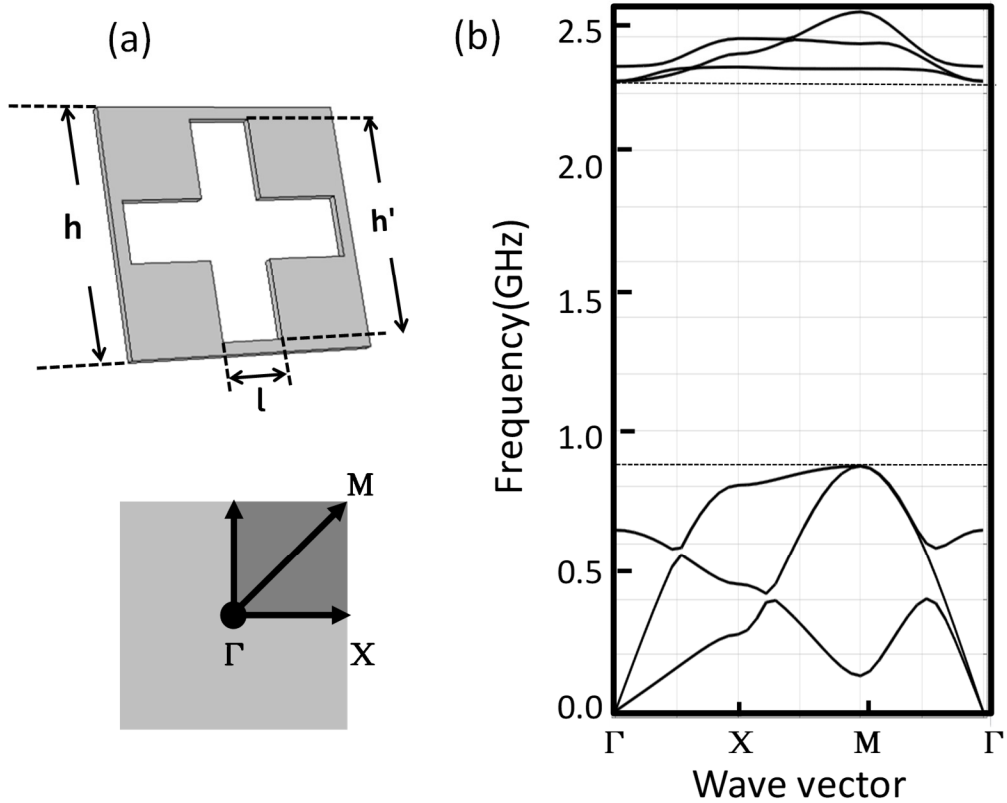 (a)
h
h'
l
M
Γ
X
(b)
Frequency(GHz)
2.5
2.0
1.5
1.0
0.5
0.0
Γ X M Γ
Wave vector